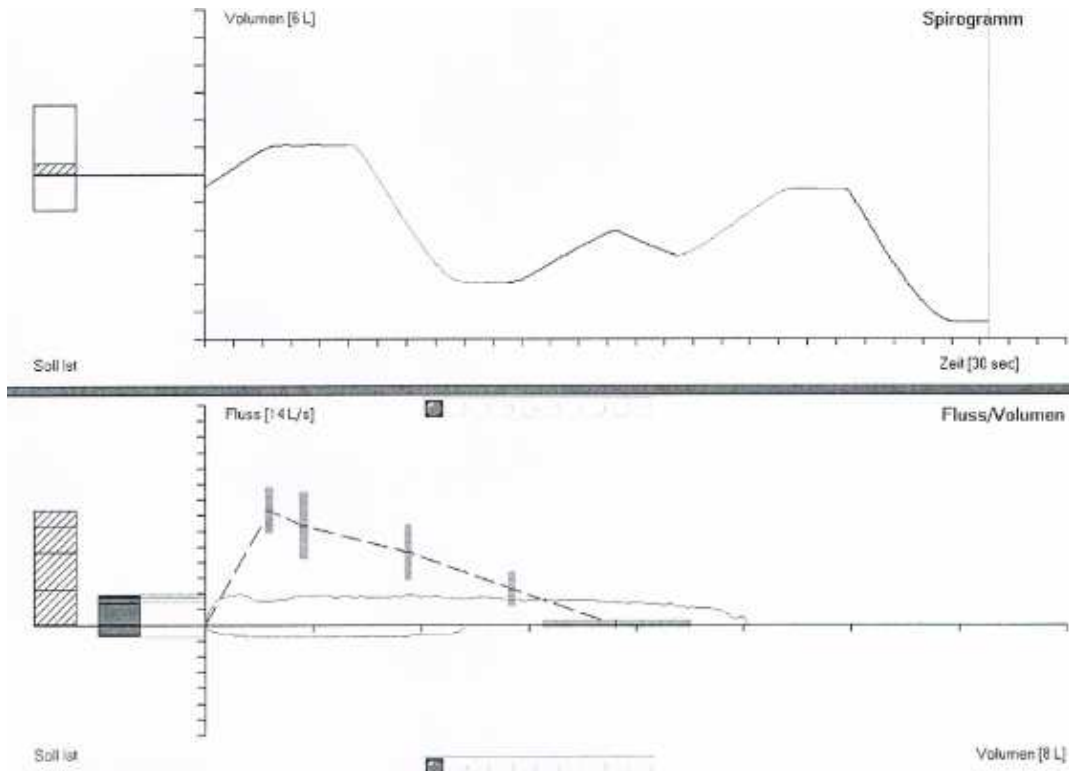 Volumen [6 L]
Spirogramm
Soll Ist
Zeit [30 sec]
Fluss [14 L/s]
Fluss/Volumen
Soll Ist
Volumen [8 L]